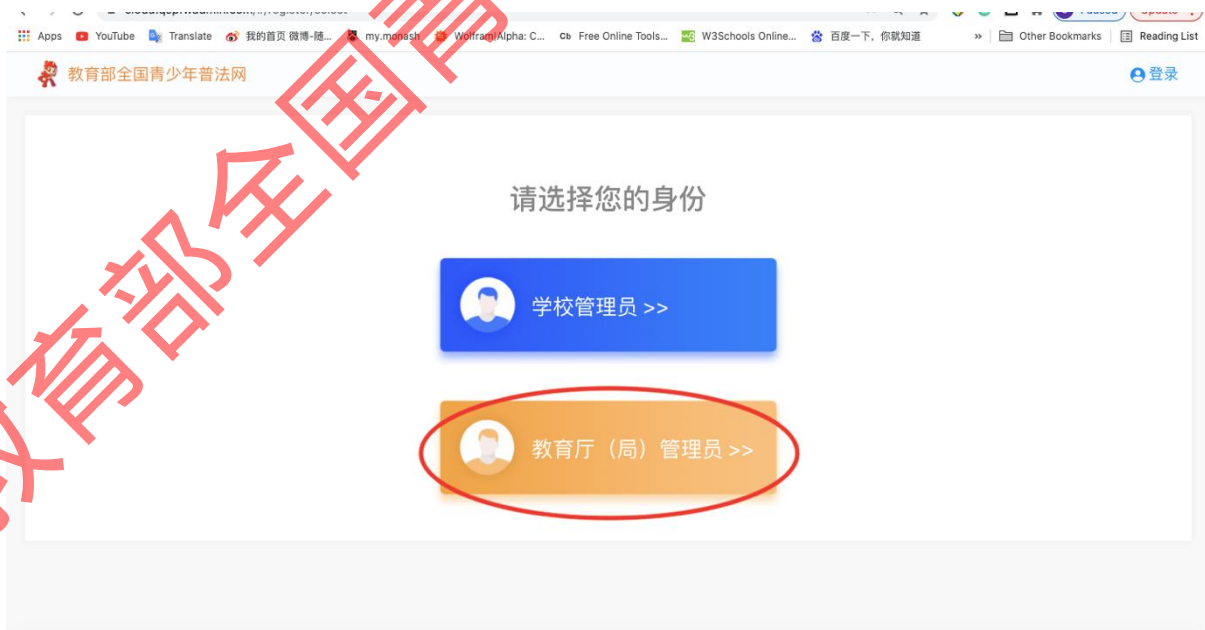 Paused
Update
Apps YouTube Translate 我的首页 微博-随... my.monash Wolfram|Alpha: C... Cb Free Online Tools... W3Schools Online... 百度一下，你就知道 » Other Bookmarks Reading List
教育部全国青少年普法网
登录
请选择您的身份
学校管理员 >>
教育厅（局）管理员 >>
教育部全国青